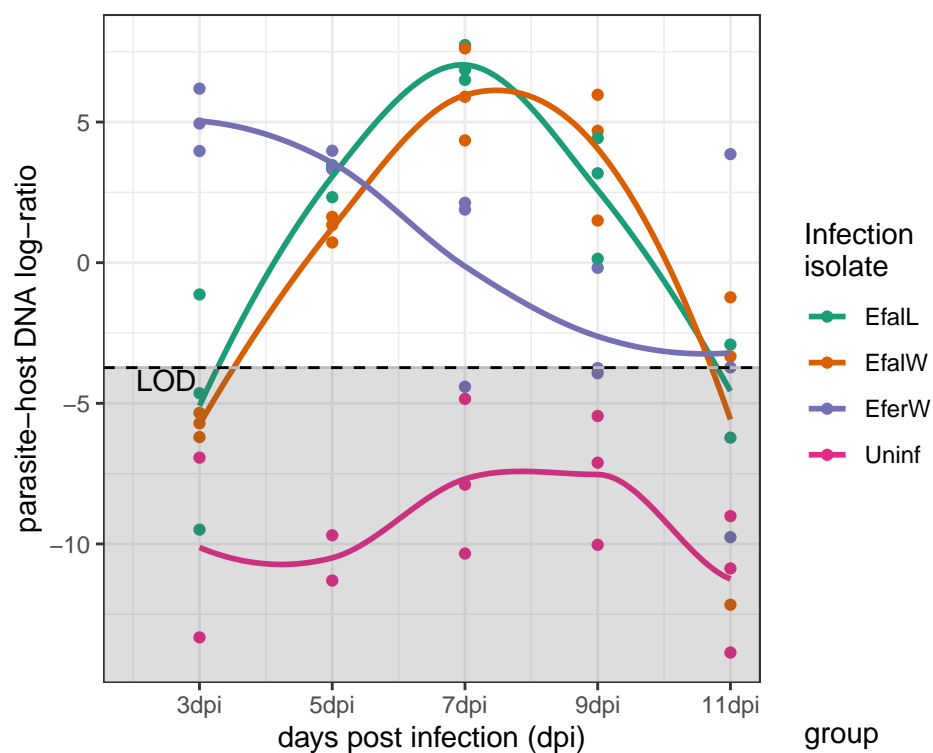 parasite−host DNA log−ratio
5
0
−5
−10
LOD
3dpi 5dpi 7dpi 9dpi 11dpi
days post infection (dpi)
Infection
isolate
EfalL
EfalW
EferW
Uninf
group